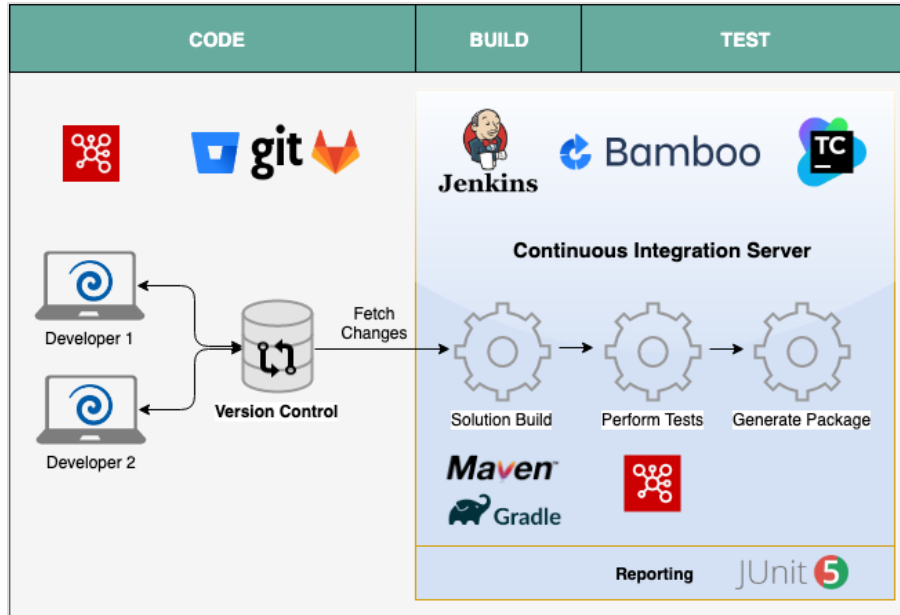 CODE
BUILD
TEST
git
Jenkins
Bamboo
TC
Continuous Integration Server
Developer 1
Developer 2
Version Control
Fetch
Changes
Solution Build
Perform Tests
Generate Package
Maven™
Gradle
Reporting
JUnit 5